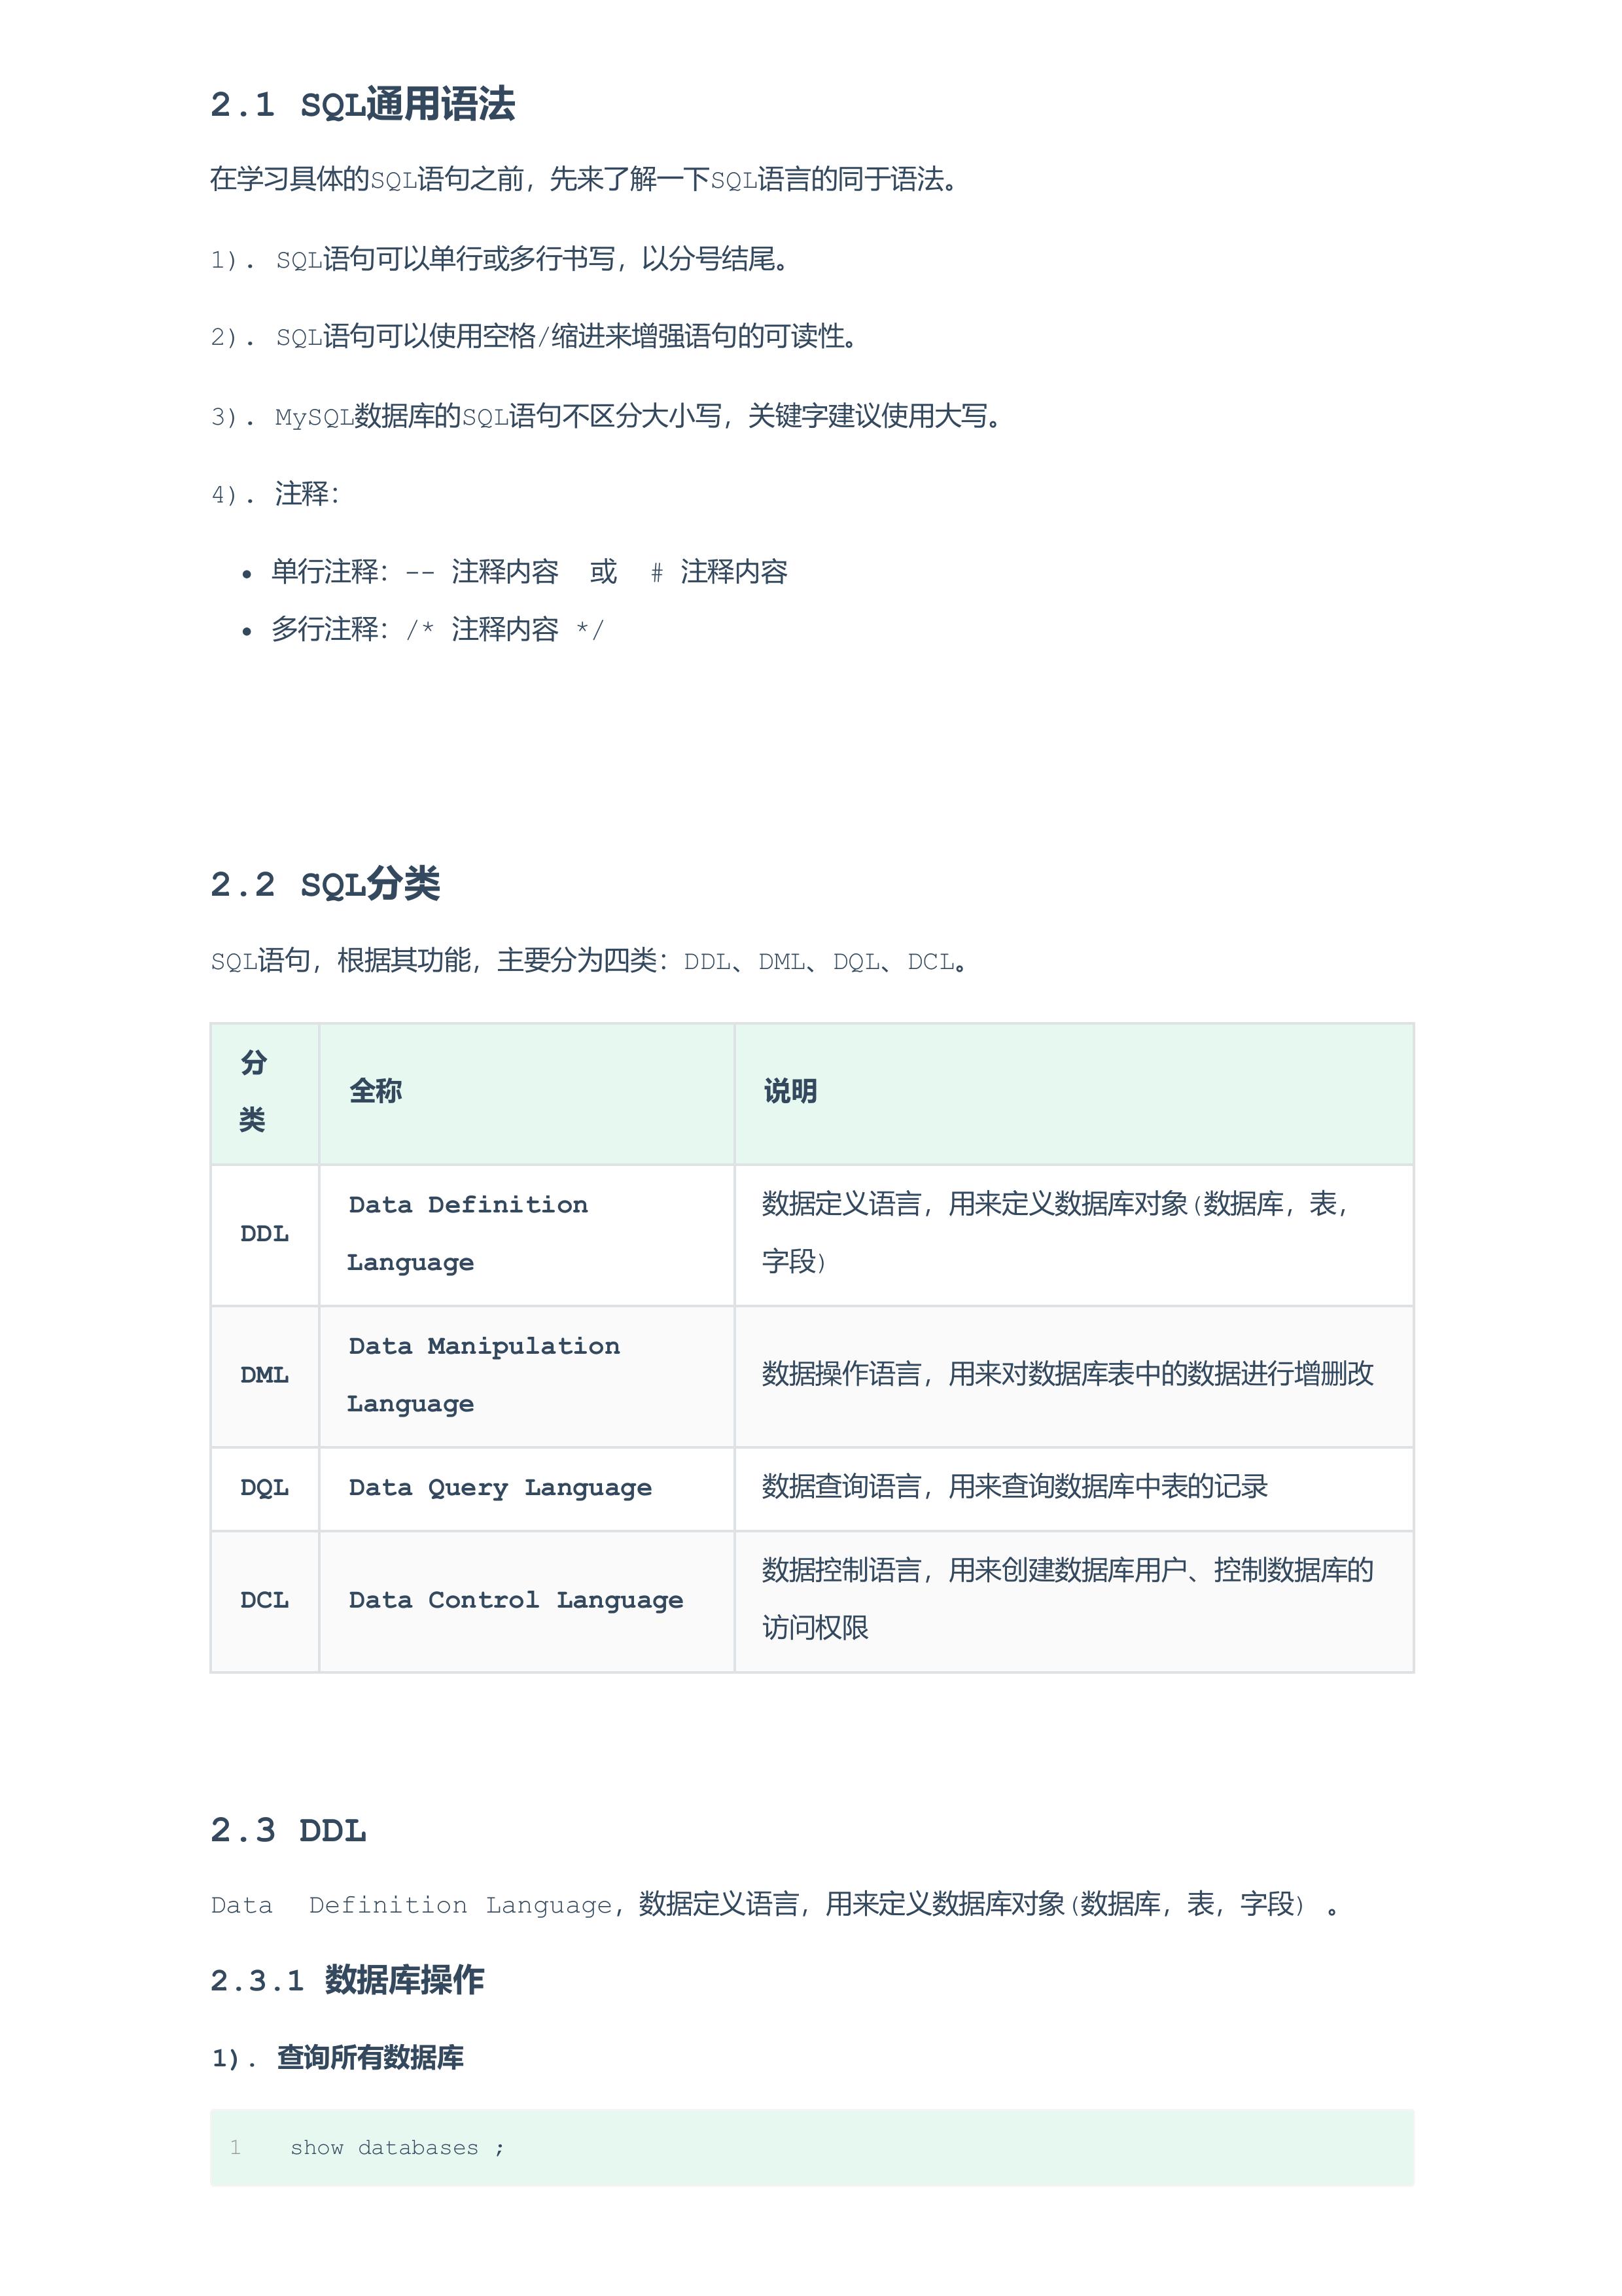 2.1 SQL通用语法
在学习具体的SQL语句之前，先来了解一下SQL语言的同于语法。
1). SQL语句可以单行或多行书写，以分号结尾。
2). SQL语句可以使用空格/缩进来增强语句的可读性。
3). MySQL数据库的SQL语句不区分大小写，关键字建议使用大写。
4). 注释：
• 单行注释：-- 注释内容  或  # 注释内容
• 多行注释：/* 注释内容 */
2.2 SQL分类
SQL语句，根据其功能，主要分为四类：DDL、DML、DQL、DCL。
分
类
全称
说明
DDL
Data Definition
Language
数据定义语言，用来定义数据库对象(数据库，表，
字段)
DML
Data Manipulation
Language
数据操作语言，用来对数据库表中的数据进行增删改
DQL
Data Query Language
数据查询语言，用来查询数据库中表的记录
DCL
Data Control Language
数据控制语言，用来创建数据库用户、控制数据库的
访问权限
2.3 DDL
Data  Definition Language，数据定义语言，用来定义数据库对象(数据库，表，字段) 。
2.3.1 数据库操作
1). 查询所有数据库
1 show databases ;